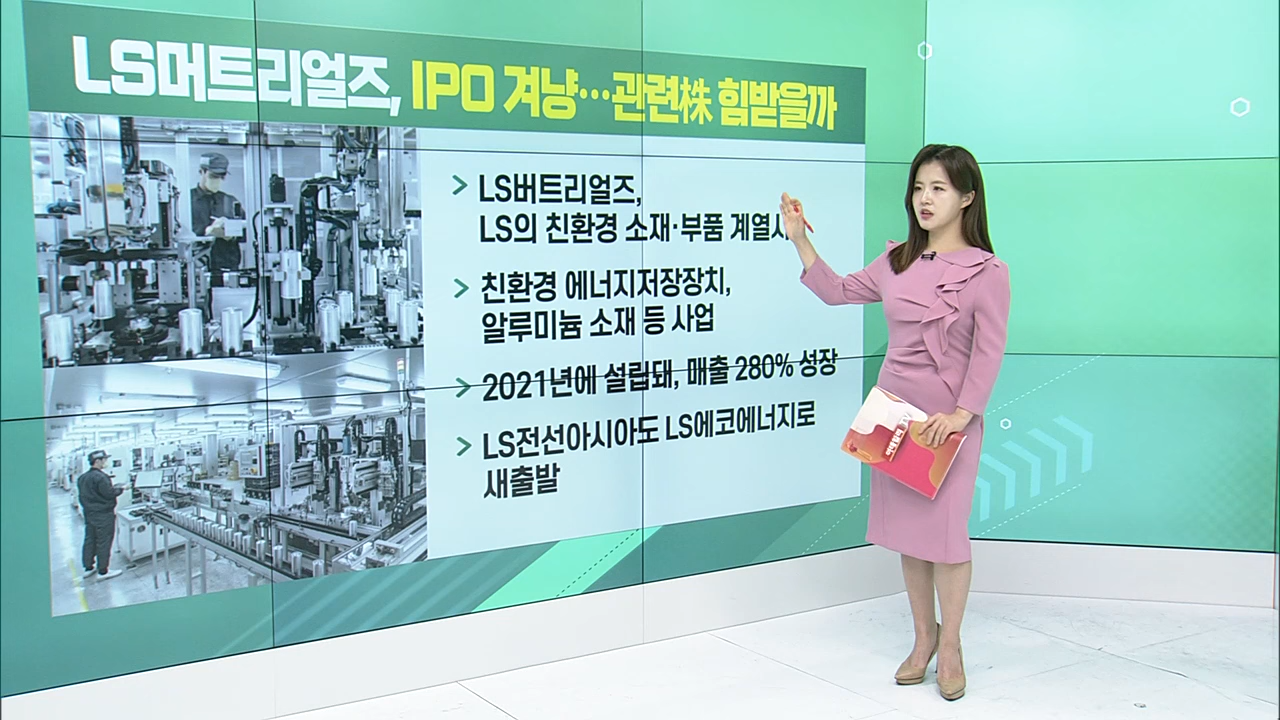 LS머트리얼즈, IPO 겨냥…관련株 힘받을까
LS버트리얼즈,
LS의 친환경 소재·부품 계열사
친환경 에너지저장장치,
알루미늄 소재 등 사업
2021년에 설립돼, 매출 280% 성장
LS전선아시아도 LS에코에너지로
새출발